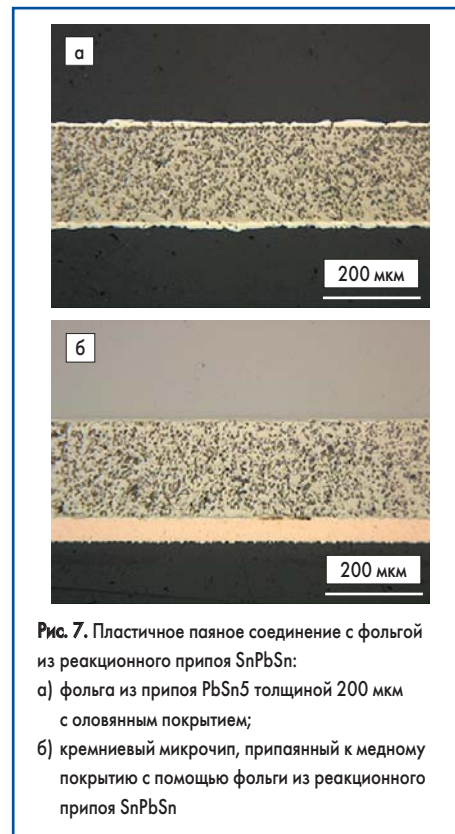 а
200 мкм
б
200 мкм
Рис. 7. Пластичное паяное соединение с фольгой
из реакционного припоя SnPbSn:
а) фольга из припоя PbSn5 толщиной 200 мкм
с оловянным покрытием;
б) кремниевый микрочип, припаянный к медному
покрытию с помощью фольги из реакционного
припоя SnPbSn